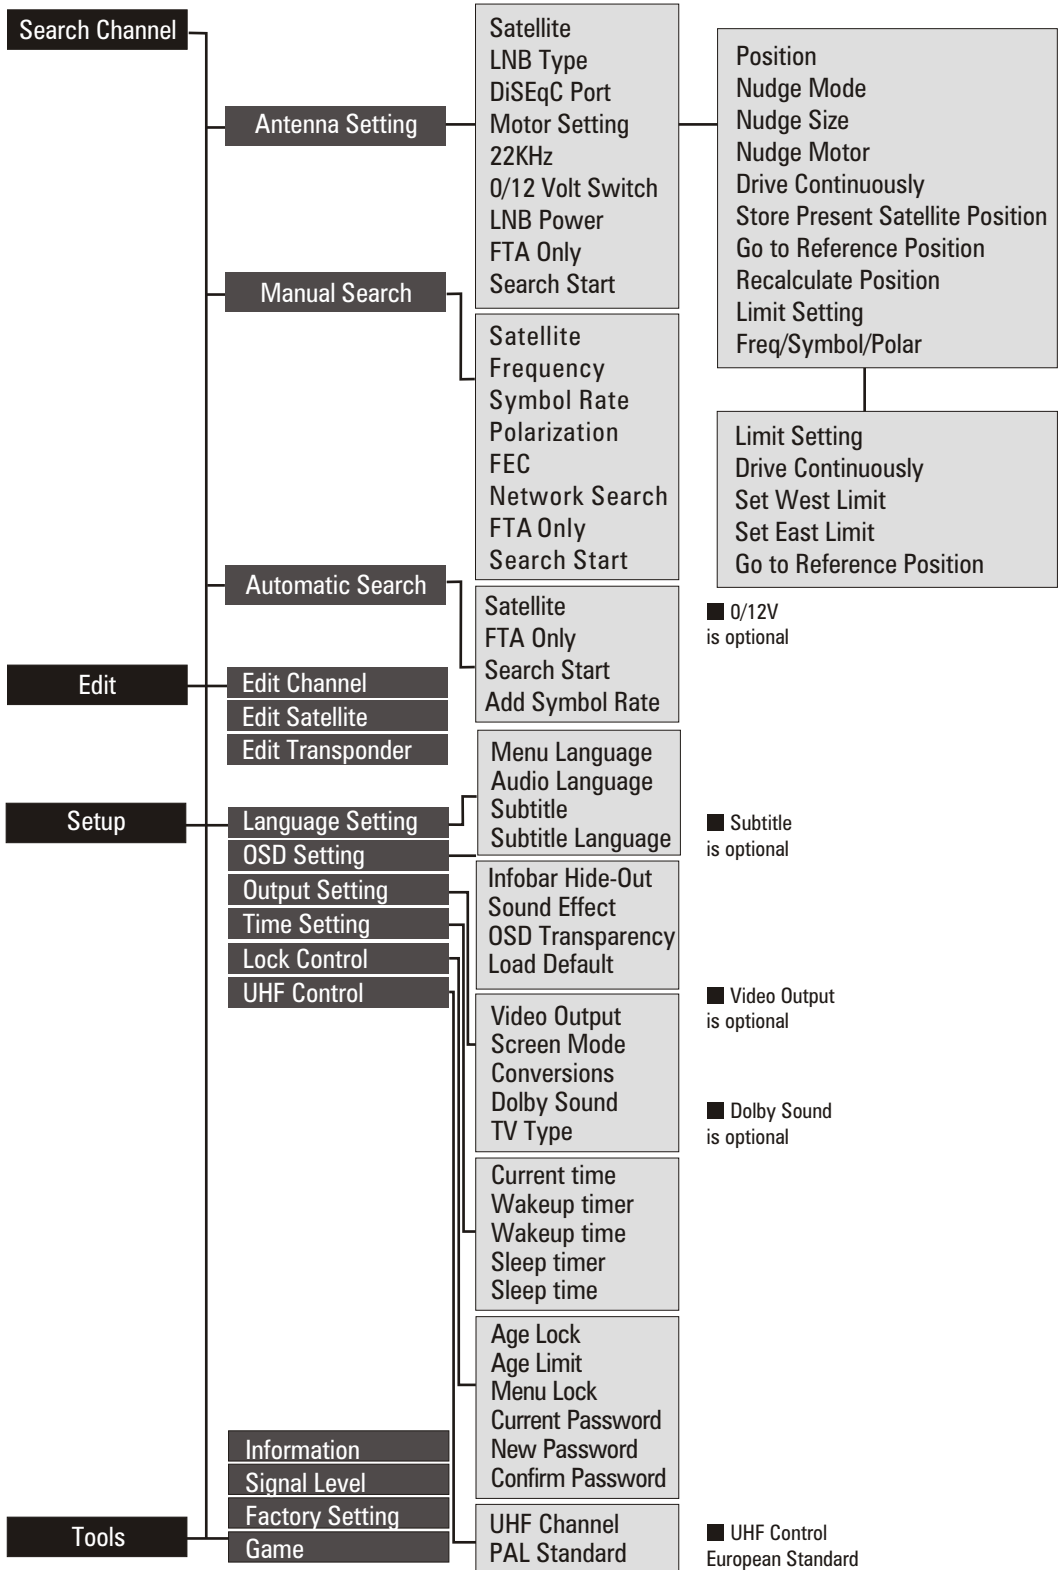 Search Channel
Antenna Setting
Satellite
LNB Type
DiSEqC Port
Motor Setting
22KHz
0/12 Volt Switch
LNB Power
FTA Only
Search Start
Position
Nudge Mode
Nudge Size
Nudge Motor
Drive Continuously
Store Present Satellite Position
Go to Reference Position
Recalculate Position
Limit Setting
Freq/Symbol/Polar
Limit Setting
Drive Continuously
Set West Limit
Set East Limit
Go to Reference Position
Manual Search
Satellite
Frequency
Symbol Rate
Polarization
FEC
Network Search
FTA Only
Search Start
Automatic Search
Satellite
FTA Only
Search Start
Add Symbol Rate
■ 0/12V
is optional
Edit
Edit Channel
Edit Satellite
Edit Transponder
Setup
Language Setting
OSD Setting
Output Setting
Time Setting
Lock Control
UHF Control
Menu Language
Audio Language
Subtitle
Subtitle Language
■ Subtitle
is optional
Infobar Hide-Out
Sound Effect
OSD Transparency
Load Default
Video Output
Screen Mode
Conversions
Dolby Sound
TV Type
■ Video Output
is optional
■ Dolby Sound
is optional
Current time
Wakeup timer
Wakeup time
Sleep timer
Sleep time
Age Lock
Age Limit
Menu Lock
Current Password
New Password
Confirm Password
UHF Channel
PAL Standard
■ UHF Control
European Standard
Tools
Information
Signal Level
Factory Setting
Game